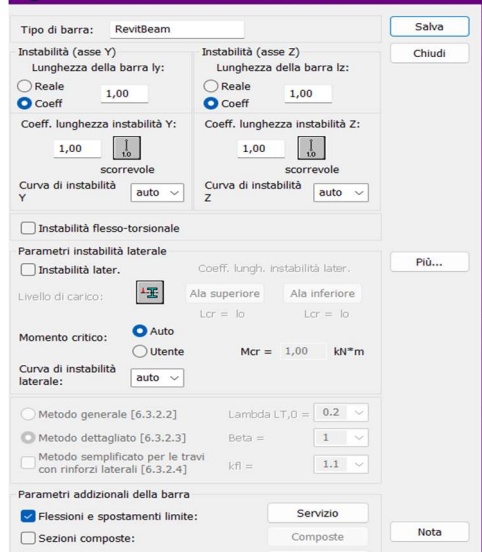 Tipo di barra: RevitBeam Salva
Instabilità (asse Y) Instabilità (asse Z) Chiudi
Lunghezza della barra ly: Lunghezza della barra lz:
Reale Reale
1,00 1,00
Coeff Coeff
Coeff. lunghezza instabilità Y: Coeff. lunghezza instabilità Z:
1,00 1.0 1,00 1.0
scorrevole scorrevole
Curva di instabilità Y auto Curva di instabilità Z auto
Instabilità flesso-torsionale
Parametri instabilità laterale
Instabilità later. Coeff. lungh. instabilità later. Più...
Livello di carico: Ala superiore Ala inferiore
Lcr = lo Lcr = lo
Momento critico: Auto
Utente Mcr = 1,00 kN*m
Curva di instabilità
laterale: auto
Metodo generale [6.3.2.2] Lambda LT,0 = 0.2
Metodo dettagliato [6.3.2.3] Beta = 1
Metodo semplificato per le travi
con rinforzi laterali [6.3.2.4] kfl = 1.1
Parametri addizionali della barra
Flessioni e spostamenti limite: Servizio
Sezioni composte: Composte Nota